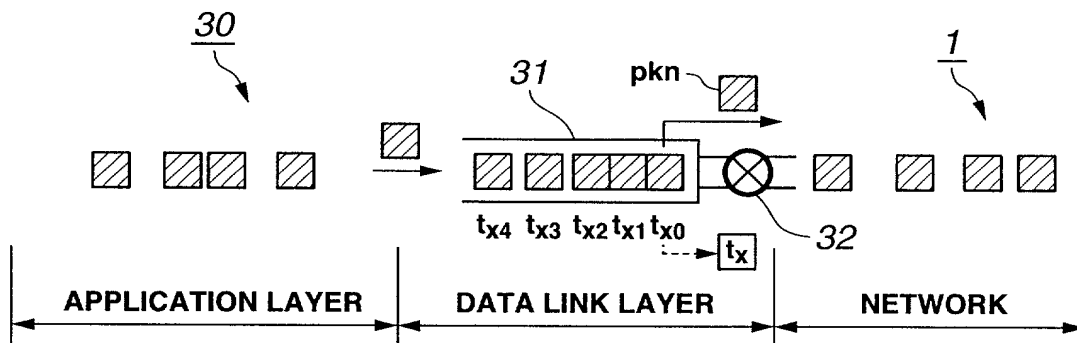 30
31
pkn
1
32
tx4 tx3 tx2 tx1 tx0
tx
APPLICATION LAYER
DATA LINK LAYER
NETWORK